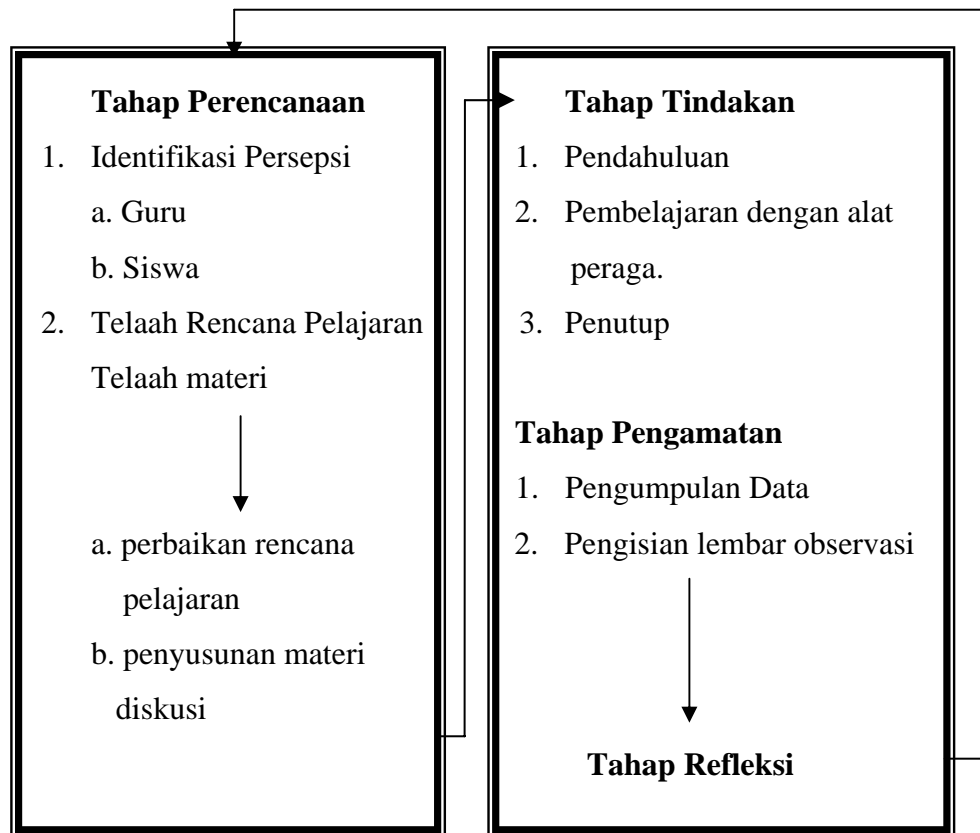 Tahap Perencanaan
1. Identifikasi Persepsi
a. Guru
b. Siswa
2. Telaah Rencana Pelajaran
Telaah materi
a. perbaikan rencana
pelajaran
b. penyusunan materi
diskusi
Tahap Tindakan
1. Pendahuluan
2. Pembelajaran dengan alat
peraga.
3. Penutup
Tahap Pengamatan
1. Pengumpulan Data
2. Pengisian lembar observasi
Tahap Refleksi